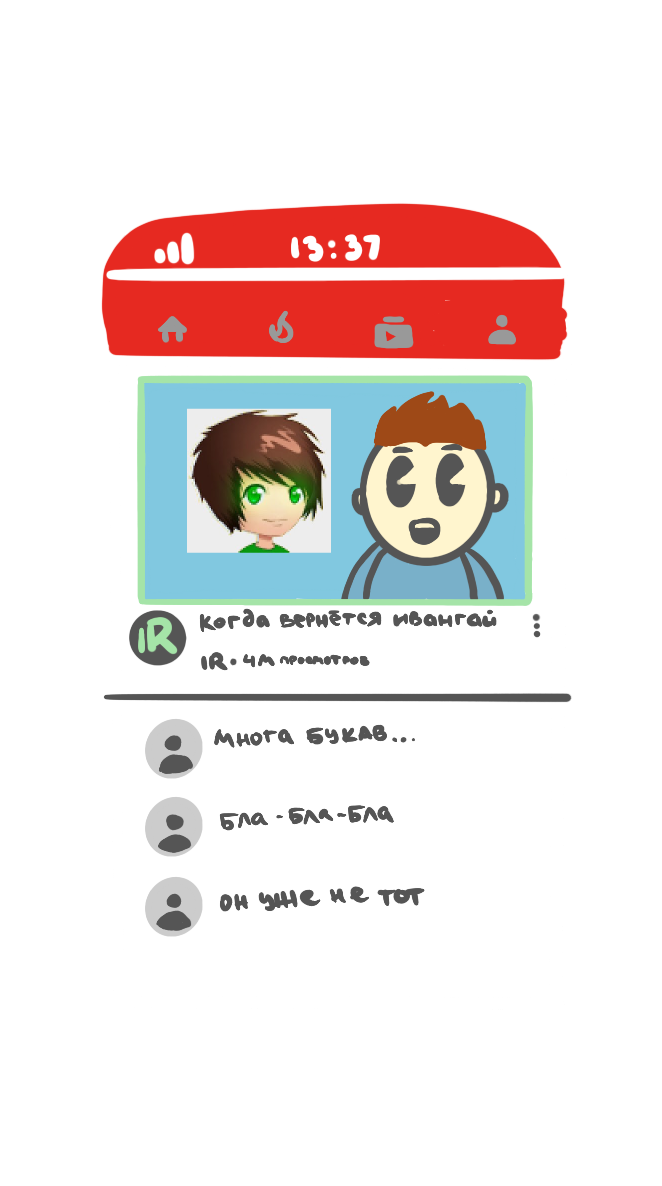 13:37
когда вернётся ивангай
IR
IR • 4м просмотров
многа букав...
бла - бла - бла
он уже не тот